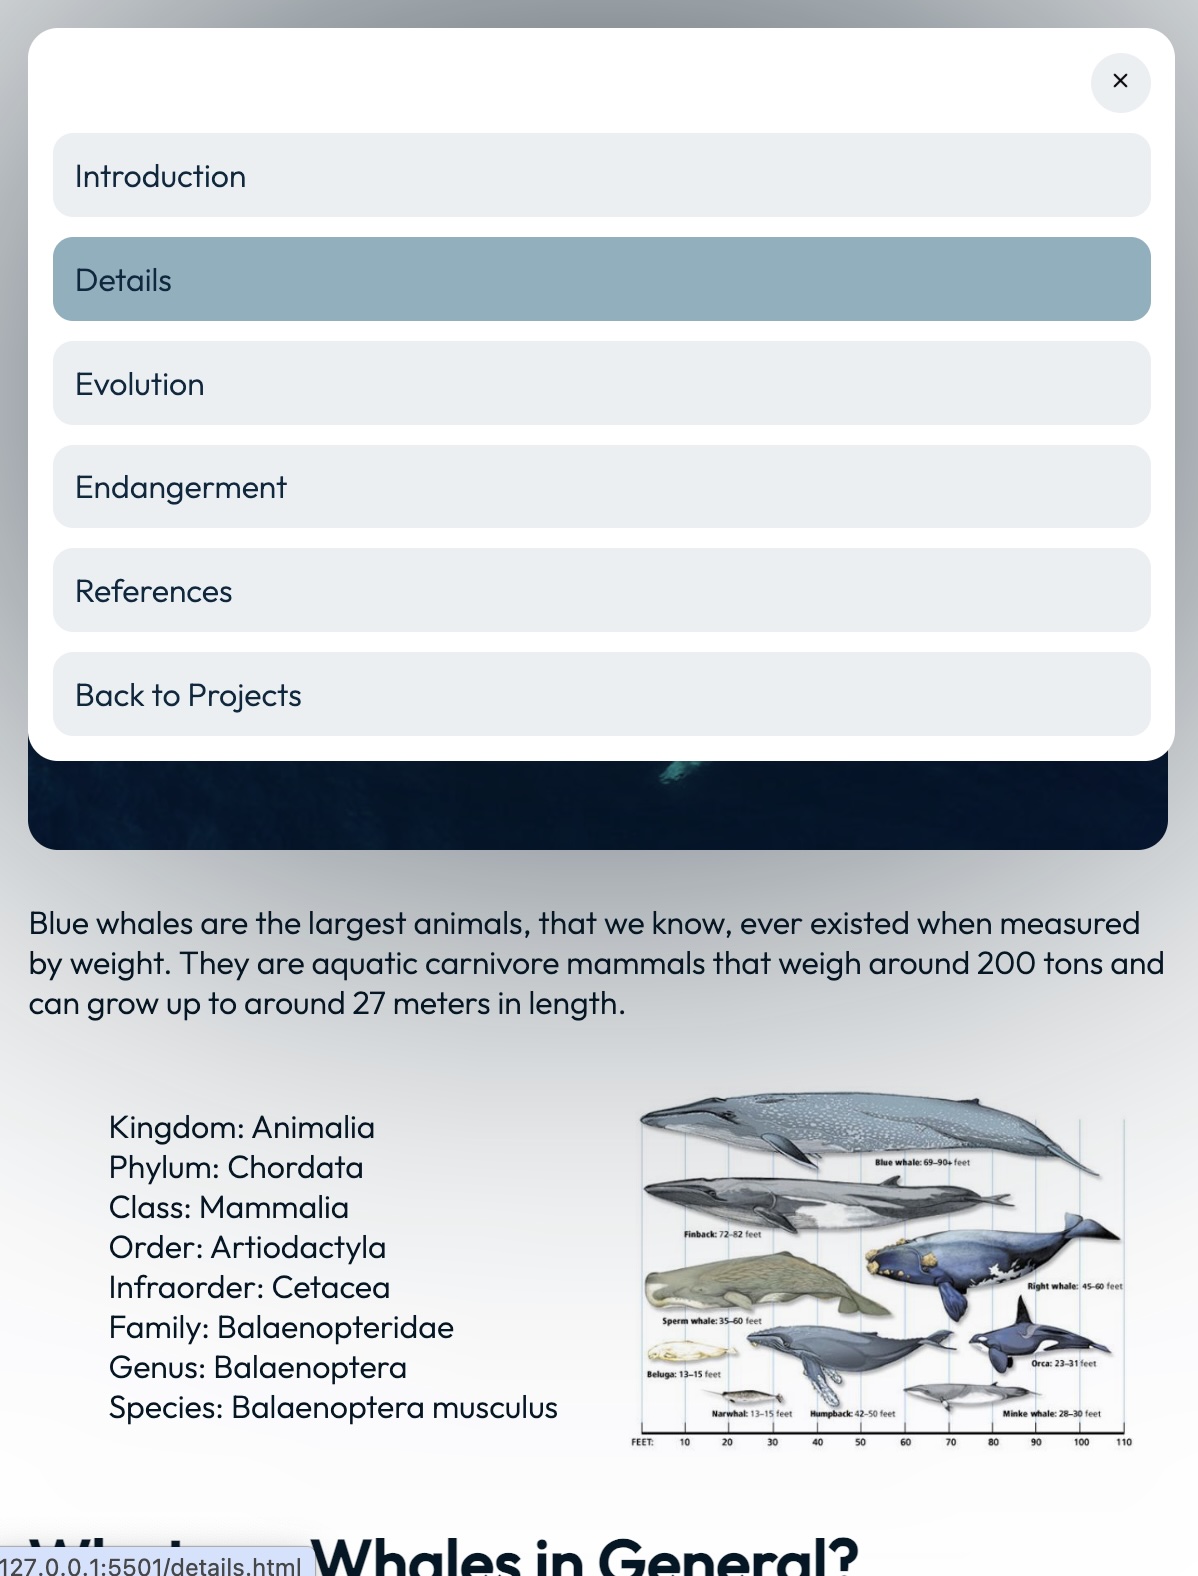 ×
Introduction
Details
Evolution
Endangerment
References
Back to Projects
Blue whales are the largest animals, that we know, ever existed when measured
by weight. They are aquatic carnivore mammals that weigh around 200 tons and
can grow up to around 27 meters in length.
Kingdom: Animalia
Phylum: Chordata
Class: Mammalia
Order: Artiodactyla
Infraorder: Cetacea
Family: Balaenopteridae
Genus: Balaenoptera
Species: Balaenoptera musculus
Blue whale: 69–90+ feet
Finback: 72–82 feet
Right whale: 45–60 feet
Sperm whale: 35–60 feet
Orca: 23–31 feet
Beluga: 13–15 feet
Narwhal: 13–15 feet
Humpback: 42–50 feet
Minke whale: 28–30 feet
FEET: 10 20 30 40 50 60 70 80 90 100 110
Whales in General?
127.0.0.1:5501/details.html